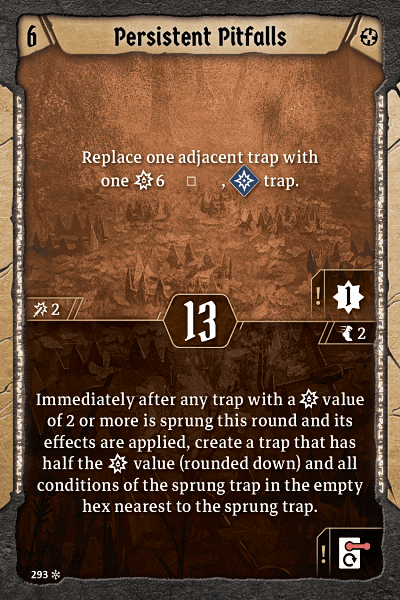 6 Persistent Pitfalls
Replace one adjacent trap with
one 6 , trap.
1
2
13
2
Immediately after any trap with a value
of 2 or more is sprung this round and its
effects are applied, create a trap that has
half the value (rounded down) and all
conditions of the sprung trap in the empty
hex nearest to the sprung trap.
!
!
293